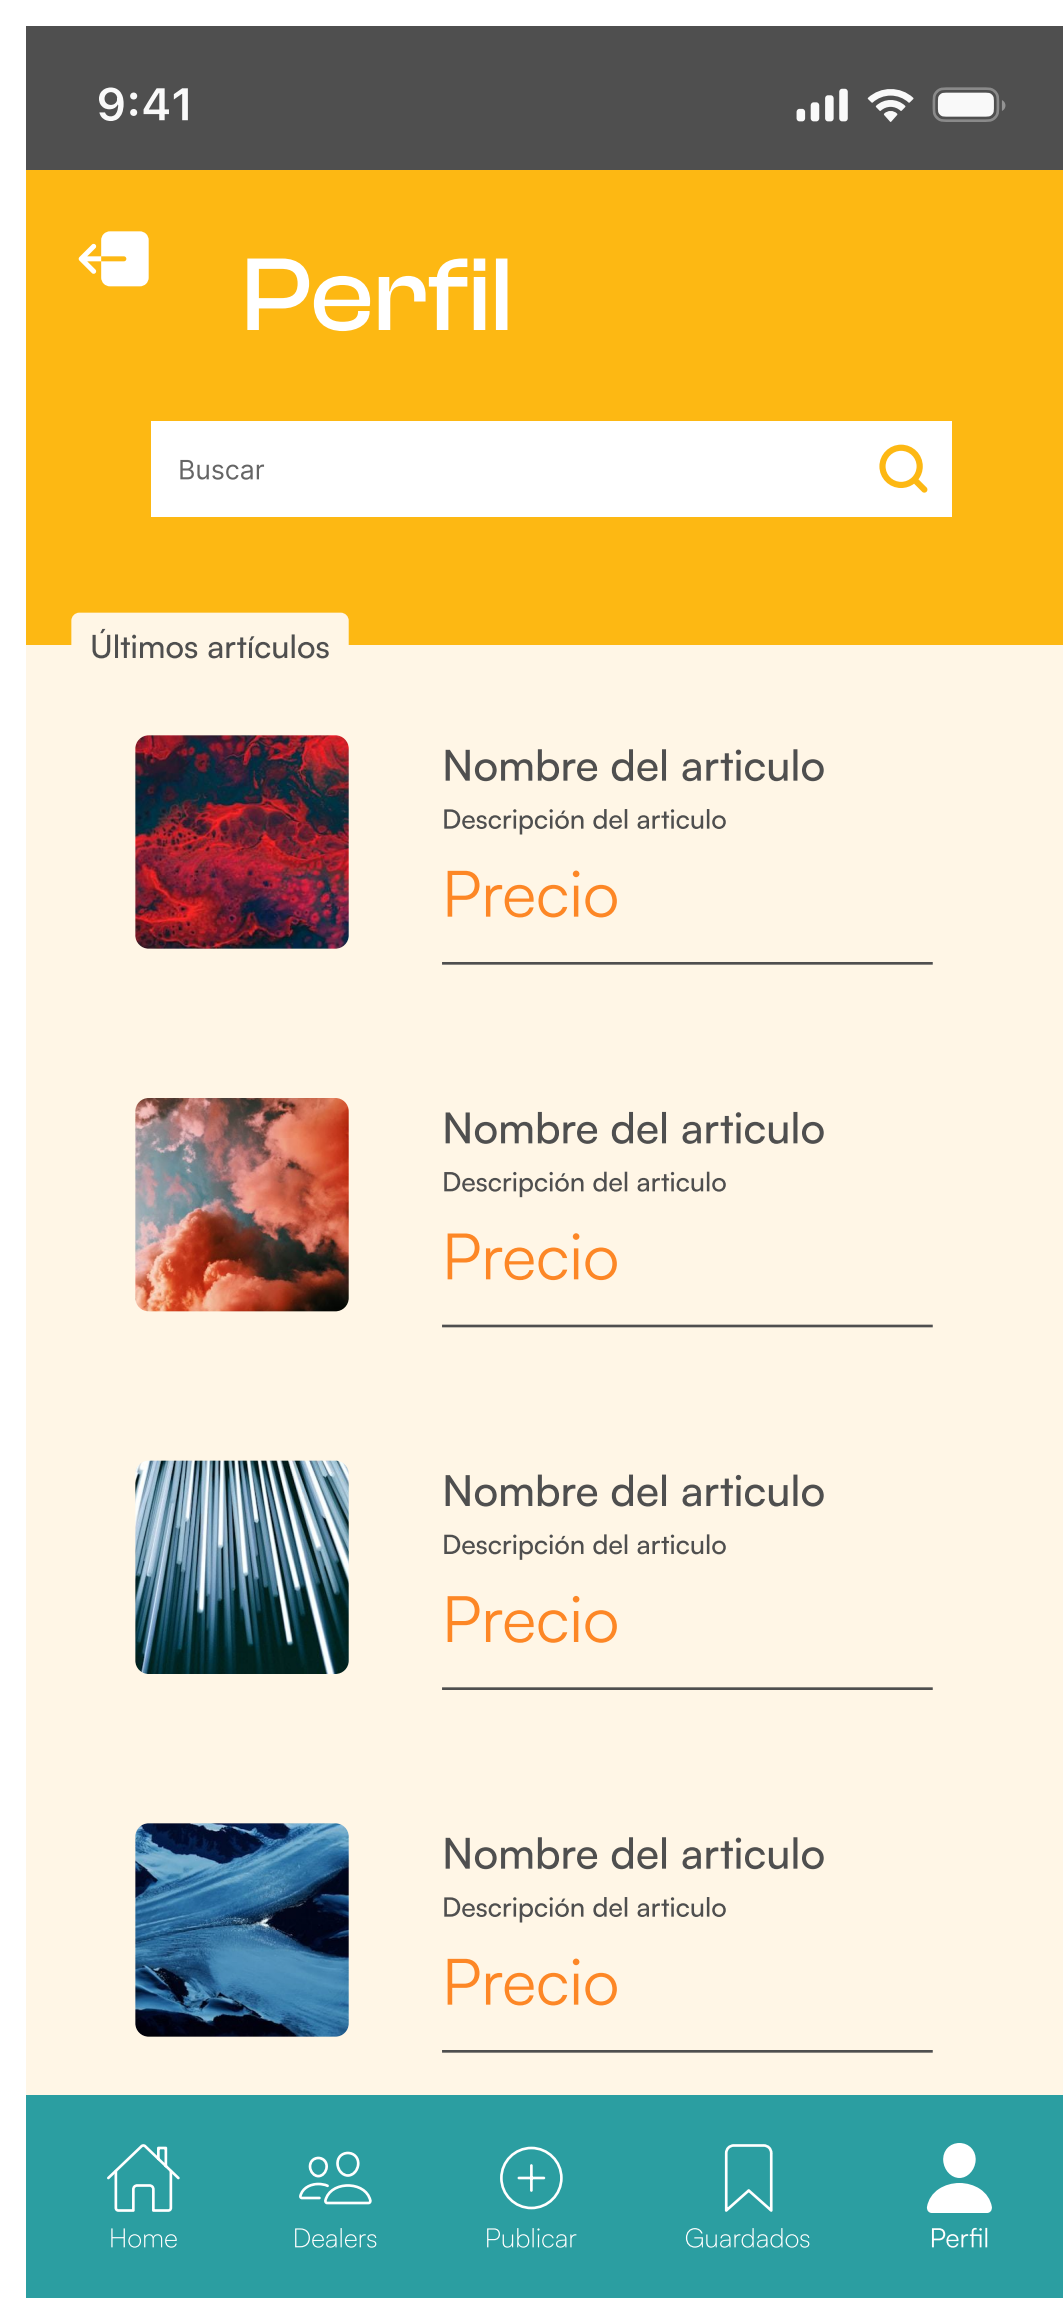 9:41
Perfil
Buscar
Últimos artículos
Nombre del articulo
Descripción del articulo
Precio
Nombre del articulo
Descripción del articulo
Precio
Nombre del articulo
Descripción del articulo
Precio
Nombre del articulo
Descripción del articulo
Precio
Home Dealers Publicar Guardados Perfil